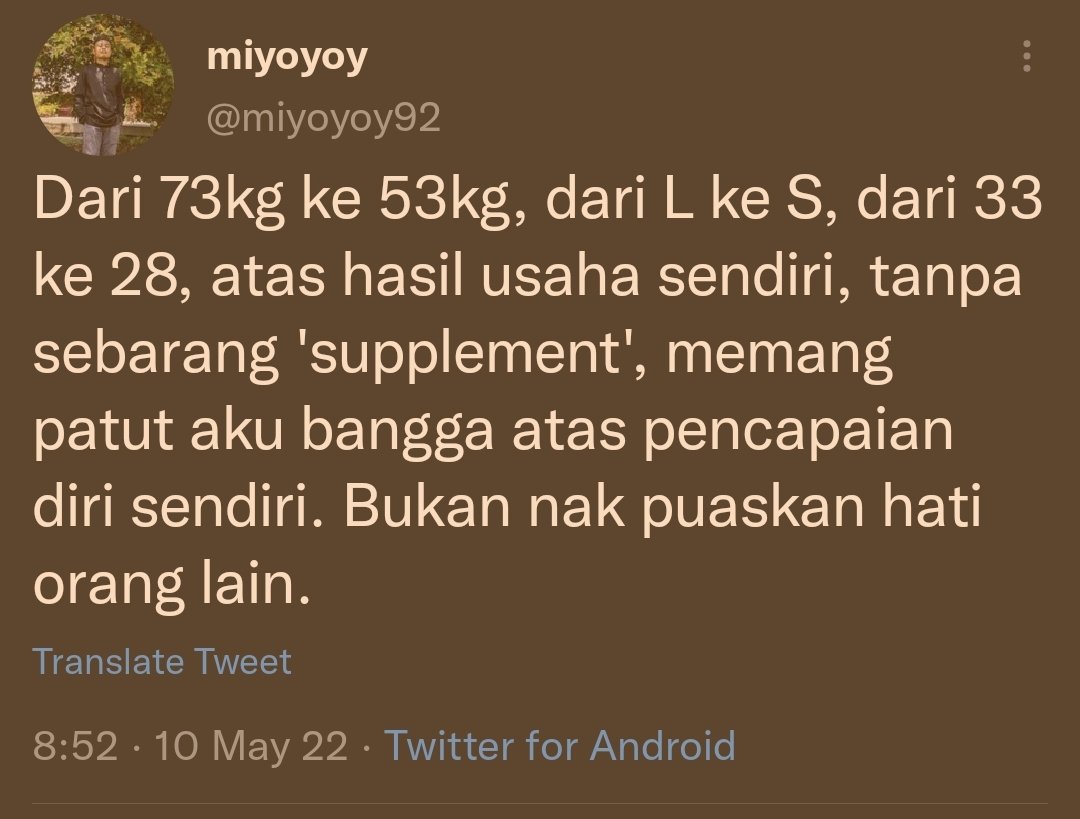 miyoyoy
@miyoyoy92
Dari 73kg ke 53kg, dari L ke S, dari 33
ke 28, atas hasil usaha sendiri, tanpa
sebarang 'supplement', memang
patut aku bangga atas pencapaian
diri sendiri. Bukan nak puaskan hati
orang lain.
Translate Tweet
8:52 · 10 May 22 · Twitter for Android